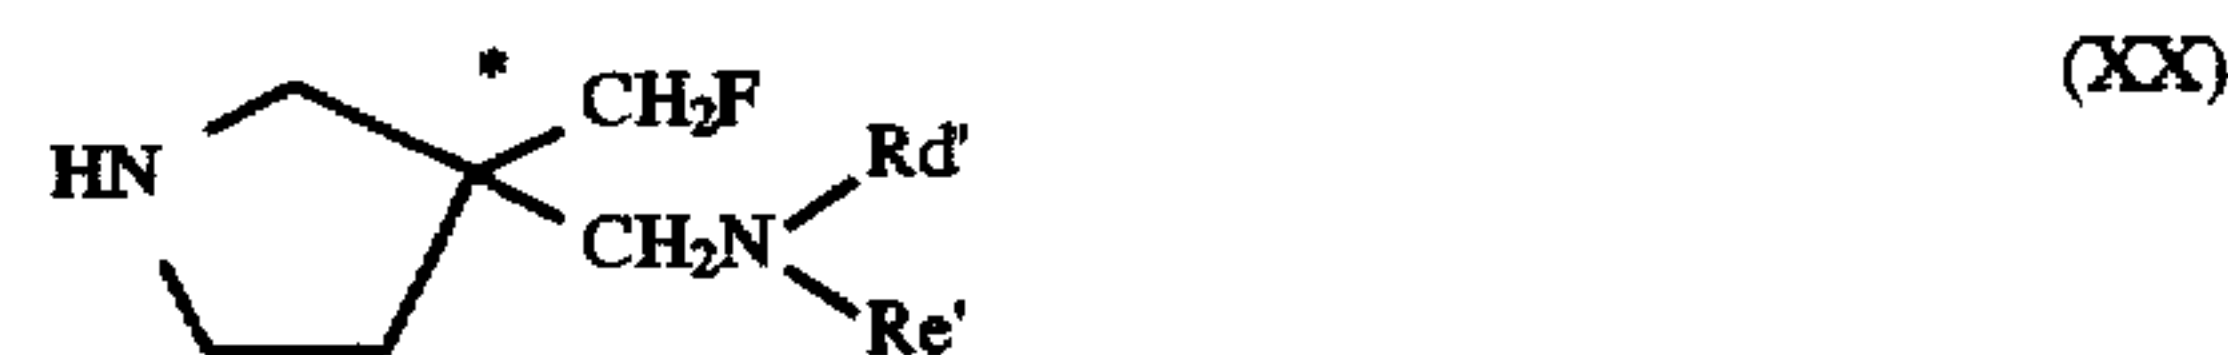 * CH₂F (XX)
HN Rd'
CH₂N
Re'